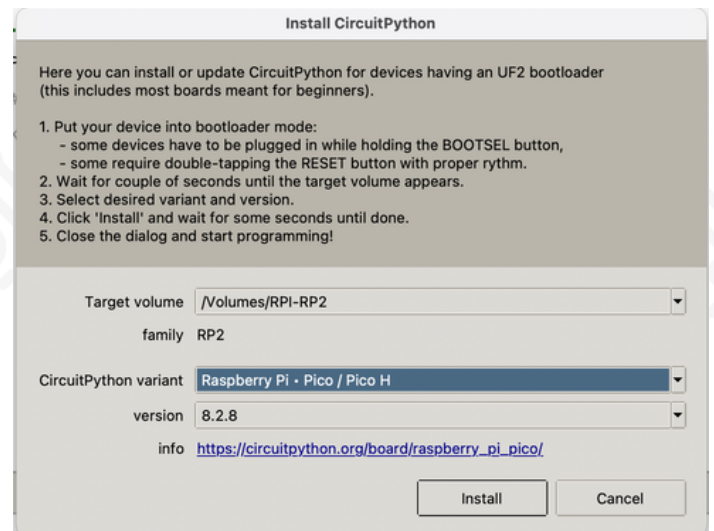 Install CircuitPython
Here you can install or update CircuitPython for devices having an UF2 bootloader
(this includes most boards meant for beginners).
1. Put your device into bootloader mode:
- some devices have to be plugged in while holding the BOOTSEL button,
- some require double-tapping the RESET button with proper rythm.
2. Wait for couple of seconds until the target volume appears.
3. Select desired variant and version.
4. Click 'Install' and wait for some seconds until done.
5. Close the dialog and start programming!
Target volume /Volumes/RPI-RP2
family RP2
CircuitPython variant Raspberry Pi • Pico / Pico H
version 8.2.8
info https://circuitpython.org/board/raspberry_pi_pico/
Install Cancel